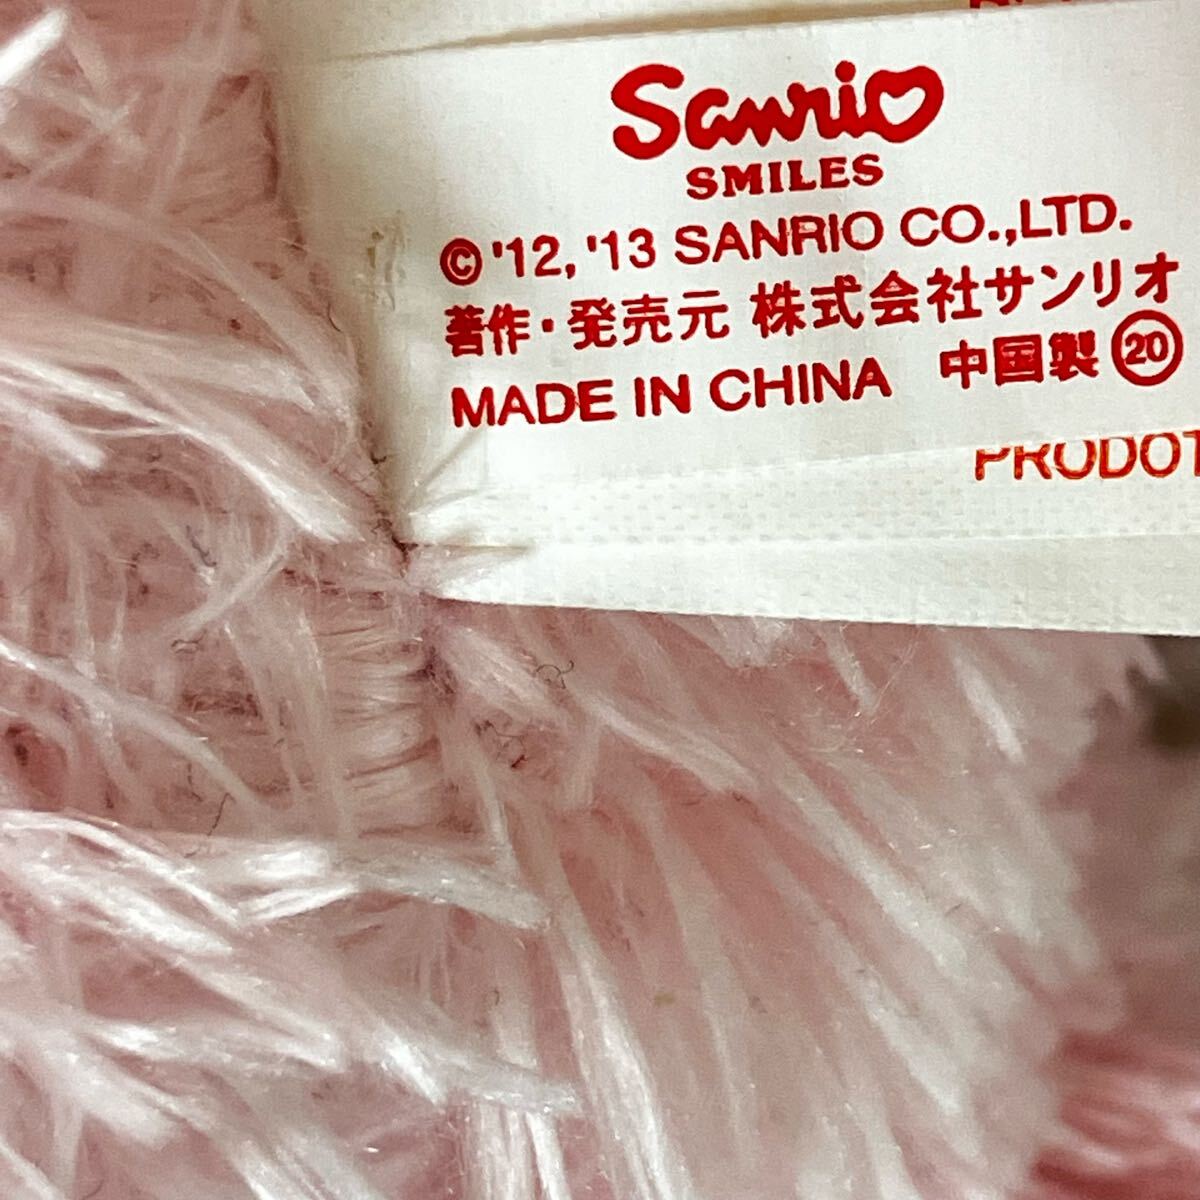 Sanrio
SMILES
© '12, '13 SANRIO CO.,LTD.
著作・発売元 株式会社サンリオ
MADE IN CHINA 中国製 ⑳
PRODOT